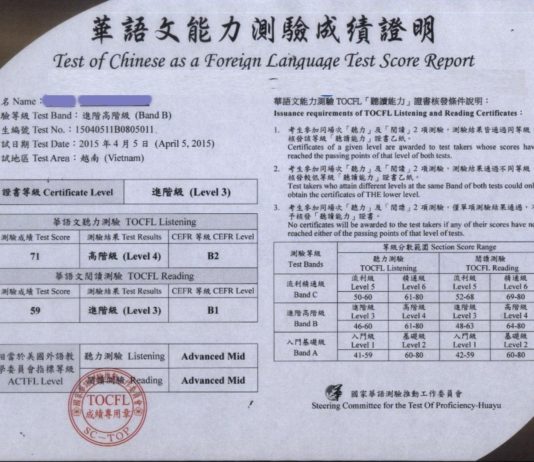 華語文能力測驗成績證明
Test of Chinese as a Foreign Language Test Score Report
名 Name:
驗等級 Test Band: 進階高階級 (Band B)
生編號 Test No.: 15040511B0805011
試日期 Test Date: 2015 年 4 月 5 日 (April 5, 2015)
試地區 Test Area: 越南 (Vietnam)
證書等級 Certificate Level 進階級 (Level 3)
華語文聽力測驗 TOCFL Listening
測驗成績 Test Score 測驗結果 Test Results CEFR 等級 CEFR Level
71 高階級 (Level 4) B2
華語文閱讀測驗 TOCFL Reading
測驗成績 Test Score 測驗結果 Test Results CEFR 等級 CEFR Level
59 進階級 (Level 3) B1
相當於美國外語教
學委員會指標等級
ACTFL Level
聽力測驗 Listening Advanced Mid
閱讀測驗 Reading Advanced Mid
TOCFL
成績專用章
SC-TOP
華語文能力測驗 TOCFL「聽讀能力」證書核發條件說明:
Issuance requirements of TOCFL Listening and Reading Certificates:
1. 考生參加同場次「聽力」及「閱讀」2 項測驗,測驗結果皆通過同等級
核發該等級「聽讀能力」證書乙紙。
Certificates of a given level are awarded to test takers whose scores have
reached the passing points of that level of both tests.
2. 考生參加同場次「聽力」及「閱讀」2 項測驗,測驗結果通過不同等級
核發較低等級「聽讀能力」證書乙紙。
Test takers who attain different levels at the same Band of both tests could only
obtain the certificates of THE lower level.
3. 考生參加同場次「聽力」及「閱讀」2 項測驗,僅單項測驗結果通過,不
予核發「聽讀能力」證書。
No certificates will be awarded to the test takers if any of their scores have not
reached either of the passing points of that level of tests.
測驗等級
Test Bands
等級分數範圍 Section Score Range
聽力測驗 閱讀測驗
TOCFL Listening TOCFL Reading
流利精通級
Band C
流利級 精通級 流利級 精通級
Level 5 Level 6 Level 5 Level 6
50-60 61-80 52-68 69-80
進階高階級
Band B
進階級 高階級 進階級 高階級
Level 3 Level 4 Level 3 Level 4
46-60 61-80 48-63 64-80
入門基礎級
Band A
入門級 基礎級 入門級 基礎級
Level 1 Level 2 Level 1 Level 2
41-59 60-80 42-59 60-80
國家華語測驗推動工作委員會
Steering Committee for the Test Of Proficiency-Huayu